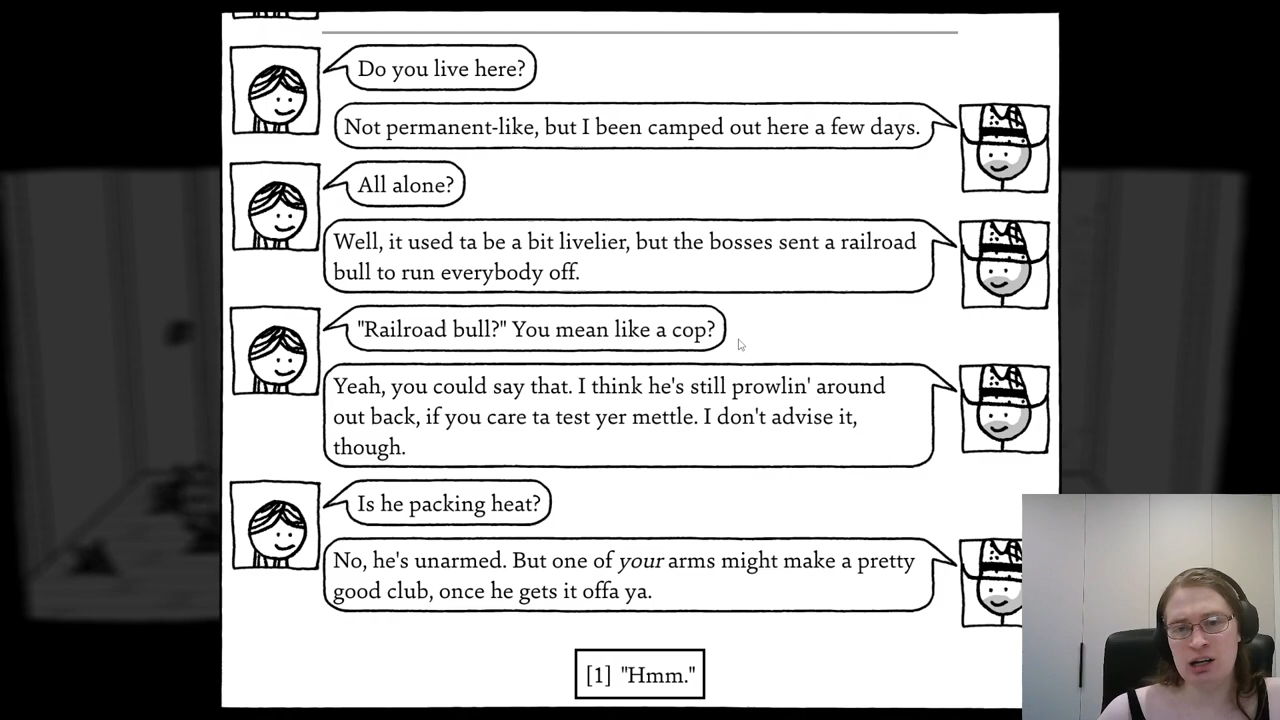 Do you live here?
Not permanent-like, but I been camped out here a few days.
All alone?
Well, it used ta be a bit livelier, but the bosses sent a railroad
bull to run everybody off.
"Railroad bull?" You mean like a cop?
Yeah, you could say that. I think he's still prowlin' around
out back, if you care ta test yer mettle. I don't advise it,
though.
Is he packing heat?
No, he's unarmed. But one of your arms might make a pretty
good club, once he gets it offa ya.
[1] "Hmm."